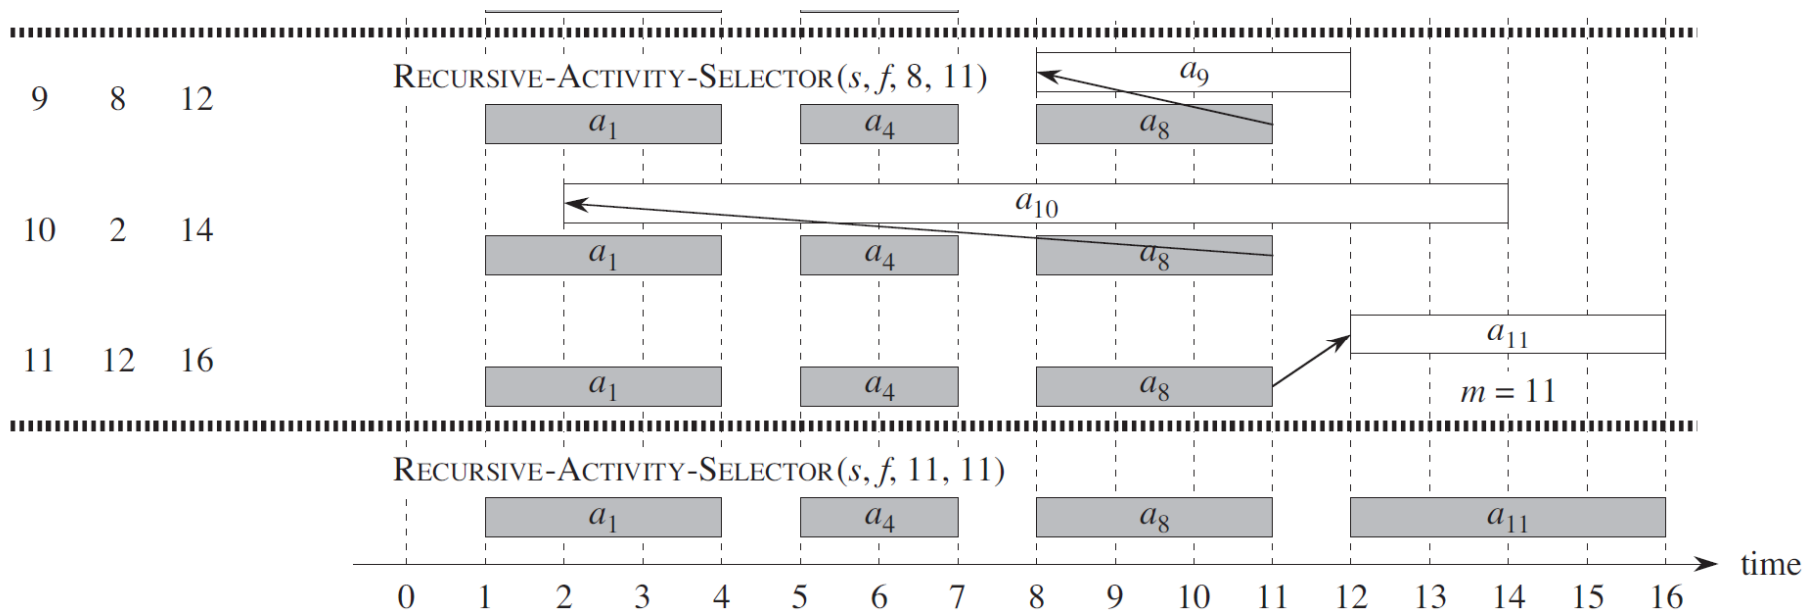 RECURSIVE-ACTIVITY-SELECTOR(s, f, 8, 11)
a9
9 8 12
a1 a4 a8
a10
10 2 14
a1 a4 a8
a11
11 12 16
a1 a4 a8
m = 11
RECURSIVE-ACTIVITY-SELECTOR(s, f, 11, 11)
a1 a4 a8 a11
time
0 1 2 3 4 5 6 7 8 9 10 11 12 13 14 15 16